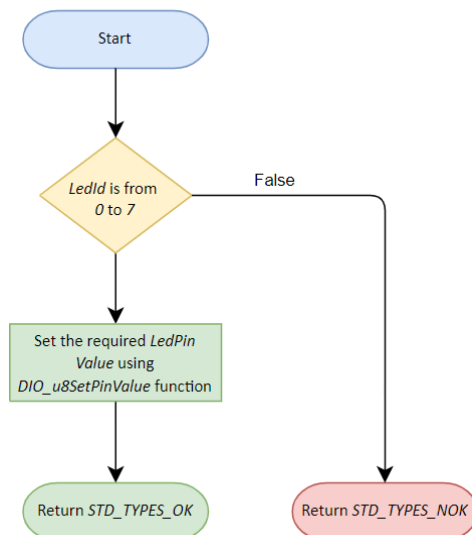 Start
LedId is from
0 to 7
False
Set the required LedPin
Value using
DIO_u8SetPinValue function
Return STD_TYPES_OK
Return STD_TYPES_NOK